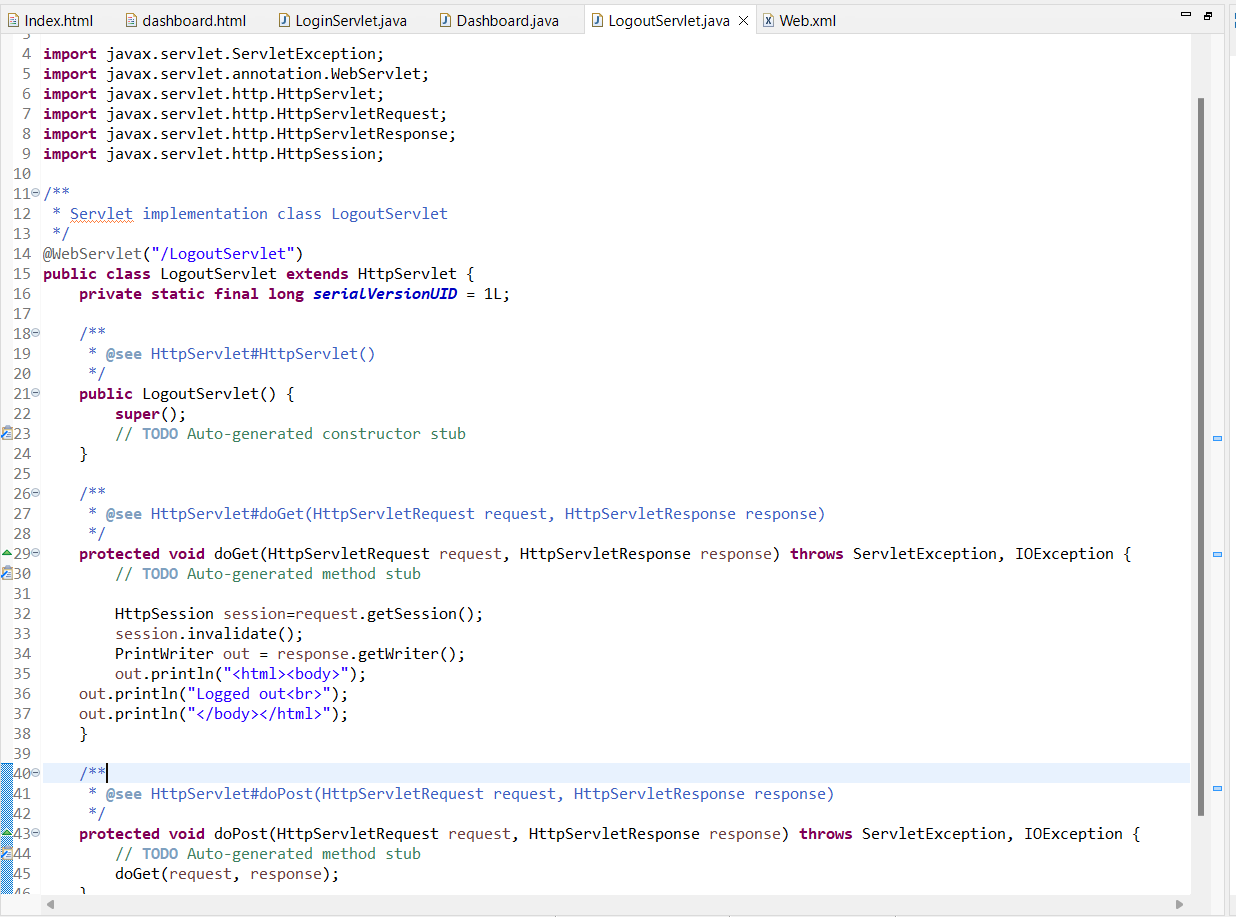 Index.html dashboard.html LoginServlet.java Dashboard.java LogoutServlet.java Web.xml
4 import javax.servlet.ServletException;
5 import javax.servlet.annotation.WebServlet;
6 import javax.servlet.http.HttpServlet;
7 import javax.servlet.http.HttpServletRequest;
8 import javax.servlet.http.HttpServletResponse;
9 import javax.servlet.http.HttpSession;
10
11 /**
12  * Servlet implementation class LogoutServlet
13  */
14 @WebServlet("/LogoutServlet")
15 public class LogoutServlet extends HttpServlet {
16     private static final long serialVersionUID = 1L;
17
18     /**
19      * @see HttpServlet#HttpServlet()
20      */
21     public LogoutServlet() {
22         super();
23         // TODO Auto-generated constructor stub
24     }
25
26     /**
27      * @see HttpServlet#doGet(HttpServletRequest request, HttpServletResponse response)
28      */
29     protected void doGet(HttpServletRequest request, HttpServletResponse response) throws ServletException, IOException {
30         // TODO Auto-generated method stub
31
32         HttpSession session=request.getSession();
33         session.invalidate();
34         PrintWriter out = response.getWriter();
35         out.println("<html><body>");
36     out.println("Logged out<br>");
37     out.println("</body></html>");
38     }
39
40     /**
41      * @see HttpServlet#doPost(HttpServletRequest request, HttpServletResponse response)
42      */
43     protected void doPost(HttpServletRequest request, HttpServletResponse response) throws ServletException, IOException {
44         // TODO Auto-generated method stub
45         doGet(request, response);
46     }